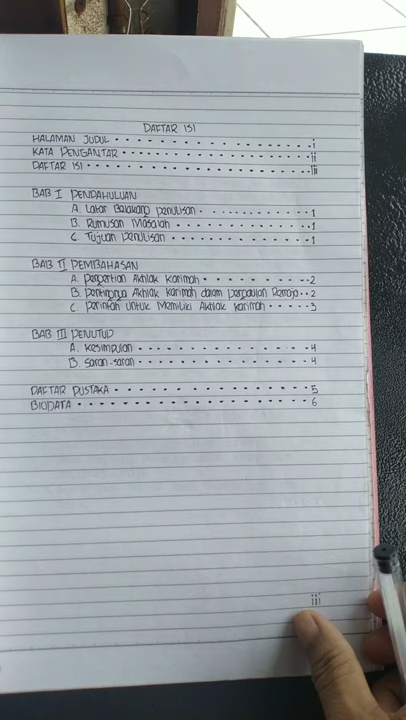 DAFTAR ISI
HALAMAN JUDUL . . . . . . . . . . . . . . . . . . . . i
KATA PENGANTAR . . . . . . . . . . . . . . . . . . . ii
DAFTAR ISI . . . . . . . . . . . . . . . . . . . . . . . iii
BAB I PENDAHULUAN
A. Latar Belakang penulisan . . . . . . . . . . . . 1
B. Rumusan Masalah . . . . . . . . . . . . . . . 1
C. Tujuan penulisan . . . . . . . . . . . . . . . 1
BAB II PEMBAHASAN
A. pengertian Akhlak Karimah . . . . . . . . . . 2
B. pentingnya Akhlak Karimah dalam pergaulan Remaja . . 2
C. perintah untuk Memiliki Akhlak Karimah . . . . . 3
BAB III PENUTUP
A. Kesimpulan . . . . . . . . . . . . . . . . . . 4
B. Saran-saran . . . . . . . . . . . . . . . . . 4
DAFTAR PUSTAKA . . . . . . . . . . . . . . . . . . . 5
BIODATA . . . . . . . . . . . . . . . . . . . . . . . . 6
iii